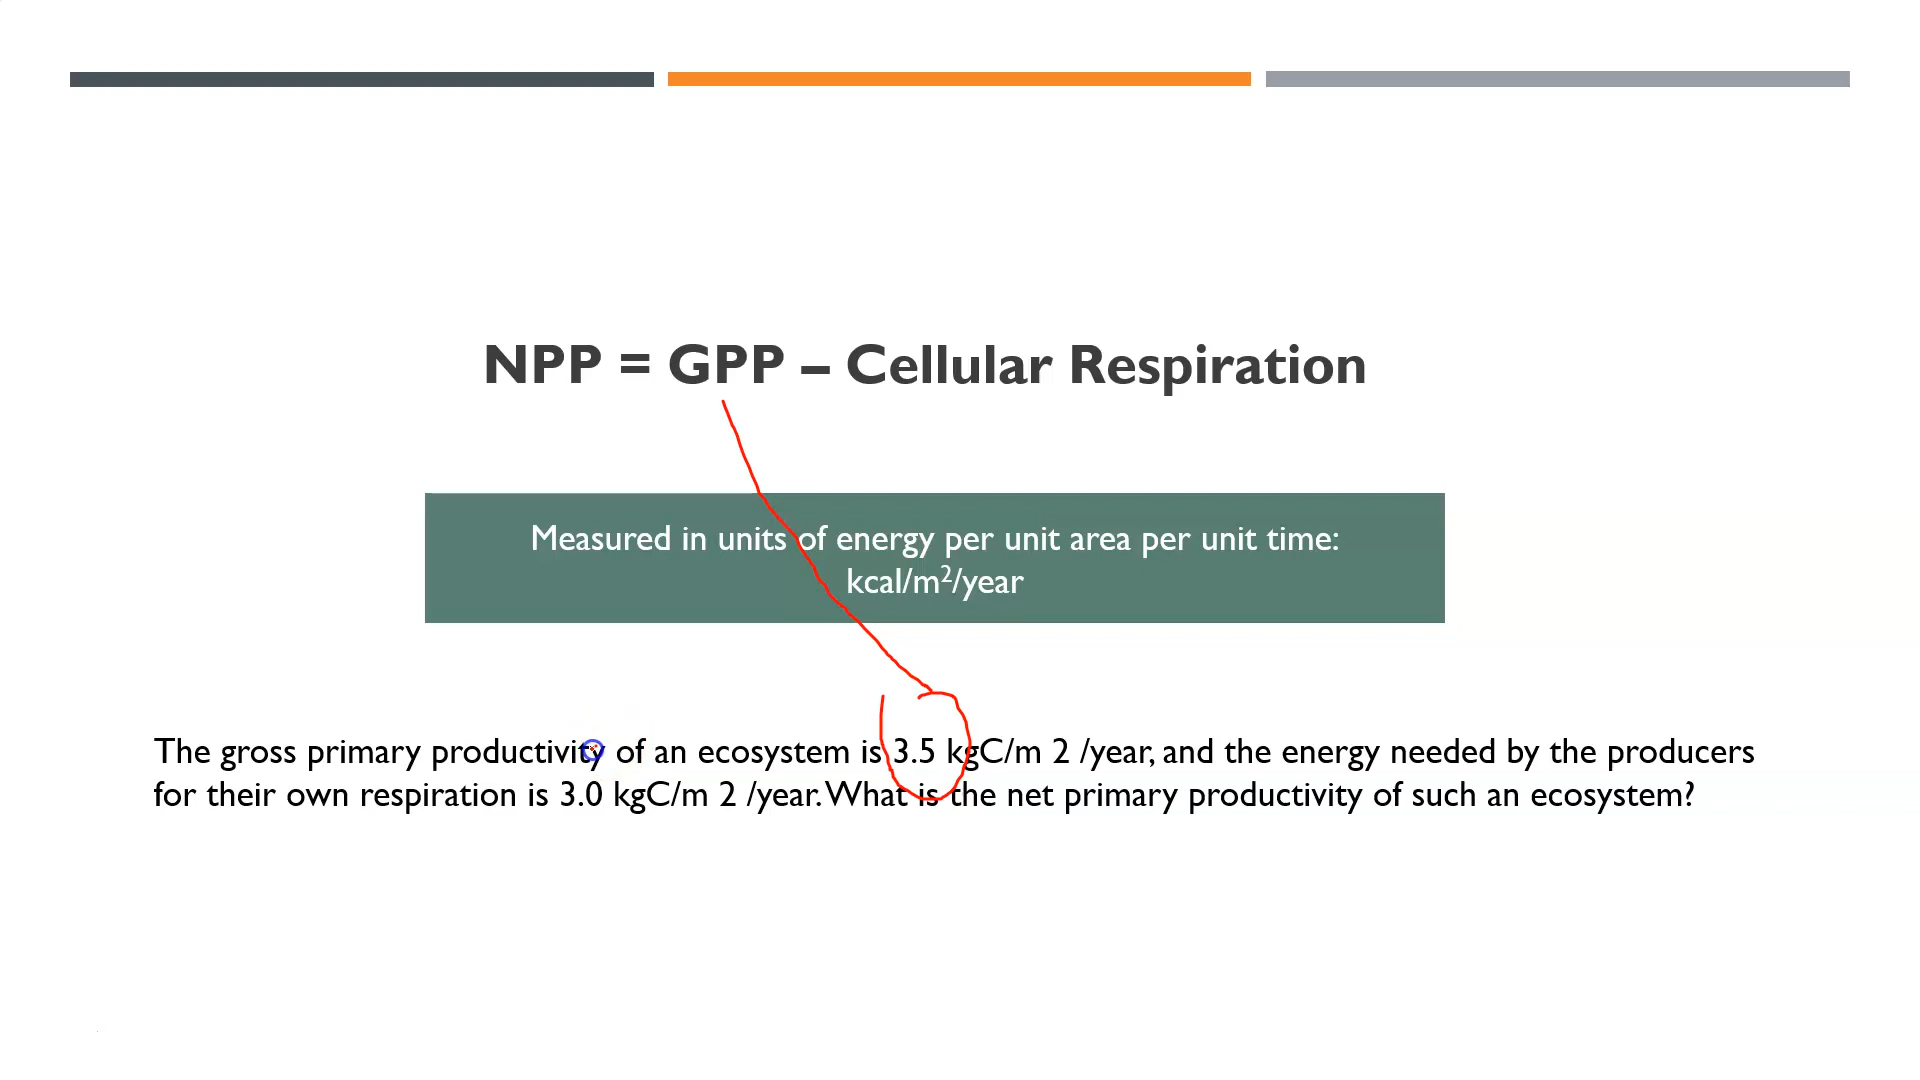 NPP = GPP – Cellular Respiration
Measured in units of energy per unit area per unit time:
kcal/m²/year
The gross primary productivity of an ecosystem is 3.5 kgC/m 2 /year, and the energy needed by the producers
for their own respiration is 3.0 kgC/m 2 /year. What is the net primary productivity of such an ecosystem?